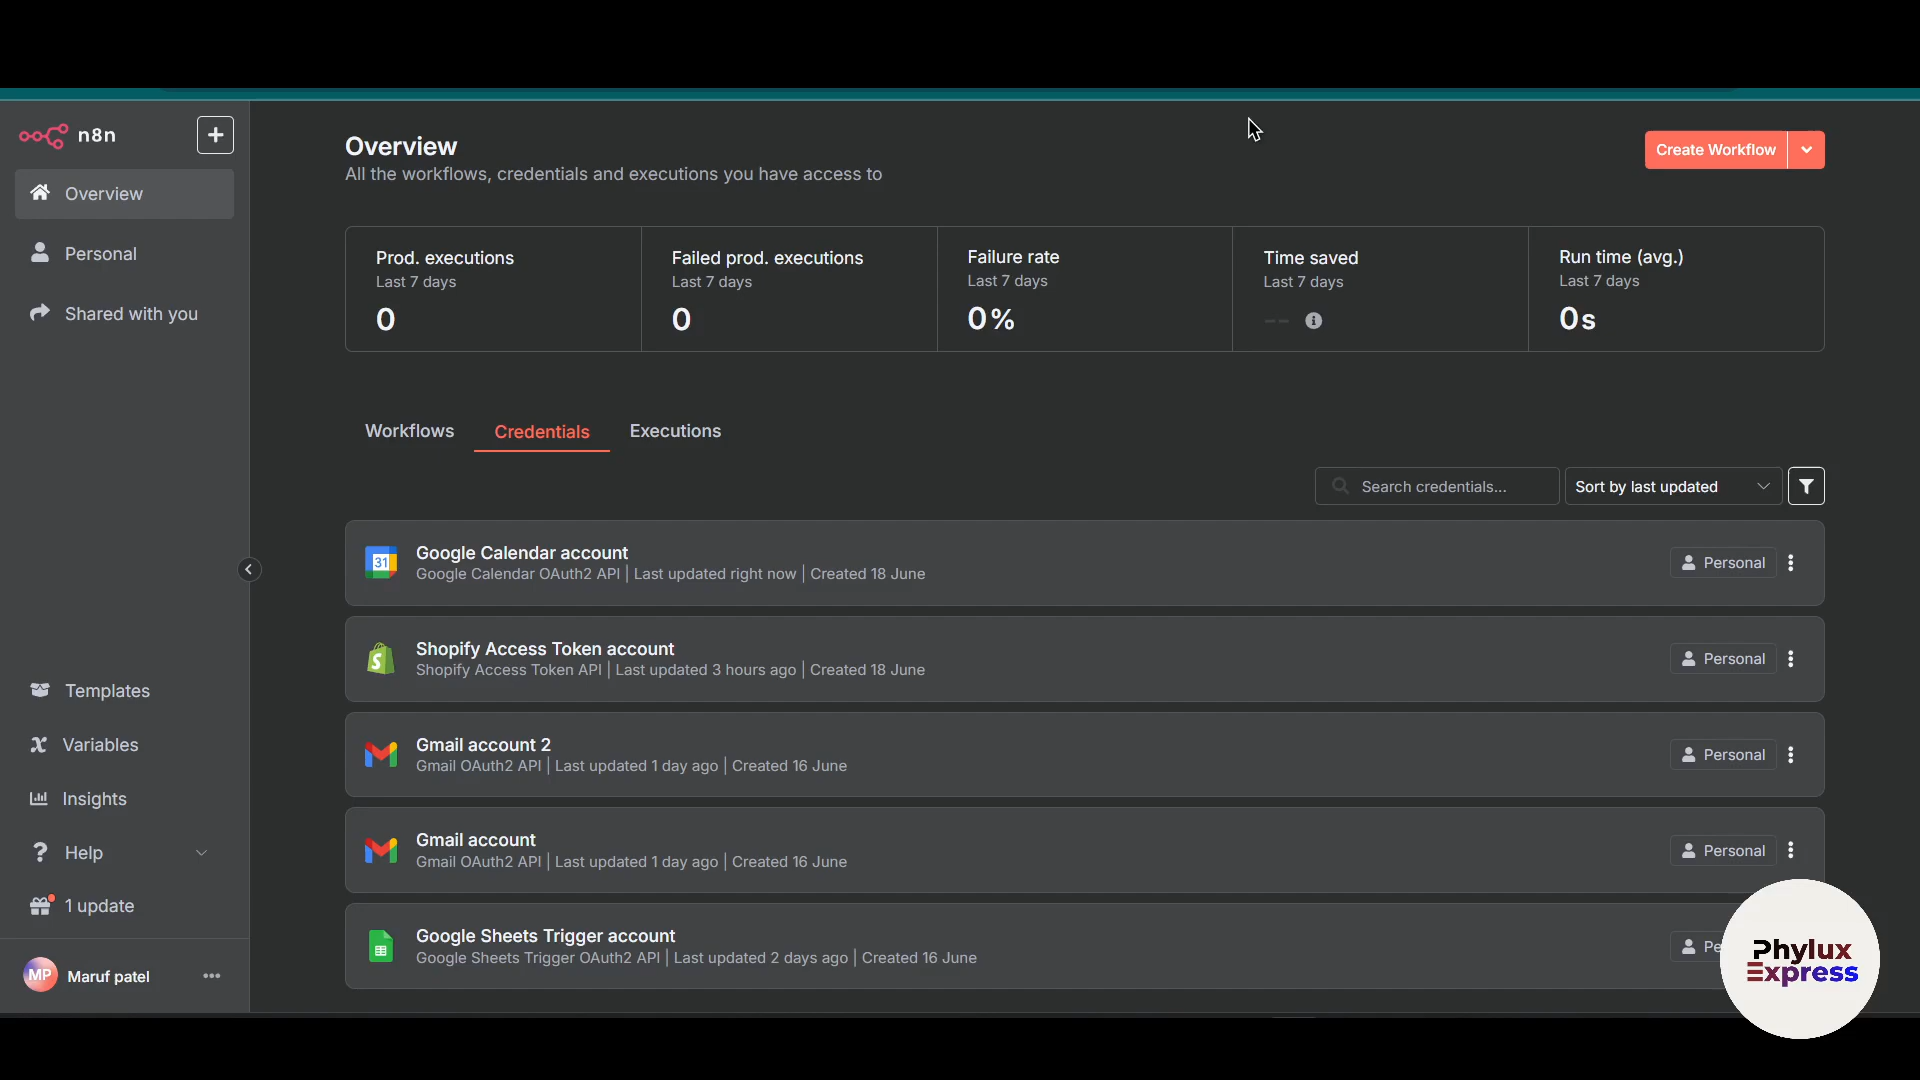 n8n
+
Overview
Personal
Shared with you
Templates
Variables
Insights
Help
1 update
MP
Maruf patel
Overview
All the workflows, credentials and executions you have access to
Create Workflow
Prod. executions
Last 7 days
0
Failed prod. executions
Last 7 days
0
Failure rate
Last 7 days
0%
Time saved
Last 7 days
--
Run time (avg.)
Last 7 days
0s
Workflows
Credentials
Executions
Search credentials...
Sort by last updated
31
Google Calendar account
Google Calendar OAuth2 API | Last updated right now | Created 18 June
Personal
Shopify Access Token account
Shopify Access Token API | Last updated 3 hours ago | Created 18 June
Personal
Gmail account 2
Gmail OAuth2 API | Last updated 1 day ago | Created 16 June
Personal
Gmail account
Gmail OAuth2 API | Last updated 1 day ago | Created 16 June
Personal
Google Sheets Trigger account
Google Sheets Trigger OAuth2 API | Last updated 2 days ago | Created 16 June
Pe
Phylux
Express